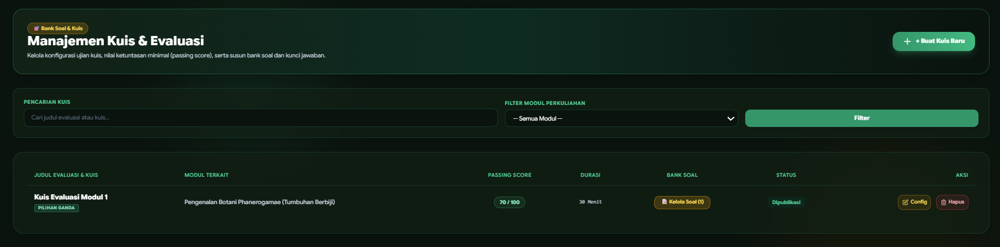 Bank Soal & Kuis
Manajemen Kuis & Evaluasi
Kelola konfigurasi ujian kuis, nilai ketuntasan minimal (passing score), serta susun bank soal dan kunci jawaban.
+ Buat Kuis Baru
PENCARIAN KUIS
Cari judul evaluasi atau kuis...
FILTER MODUL PERKULIAHAN
-- Semua Modul --
Filter
JUDUL EVALUASI & KUIS MODUL TERKAIT PASSING SCORE DURASI BANK SOAL STATUS AKSI
Kuis Evaluasi Modul 1
PILIHAN GANDA
Pengenalan Botani Phanerogamae (Tumbuhan Berbiji) 70 / 100 30 Menit Kelola Soal (1) Dipublikasi Config Hapus